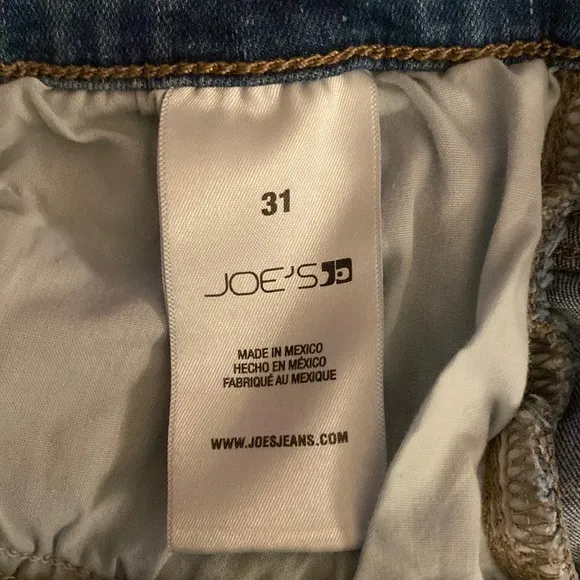 31
JOE'S
MADE IN MEXICO
HECHO EN MÉXICO
FABRIQUÉ AU MEXIQUE
WWW.JOESJEANS.COM